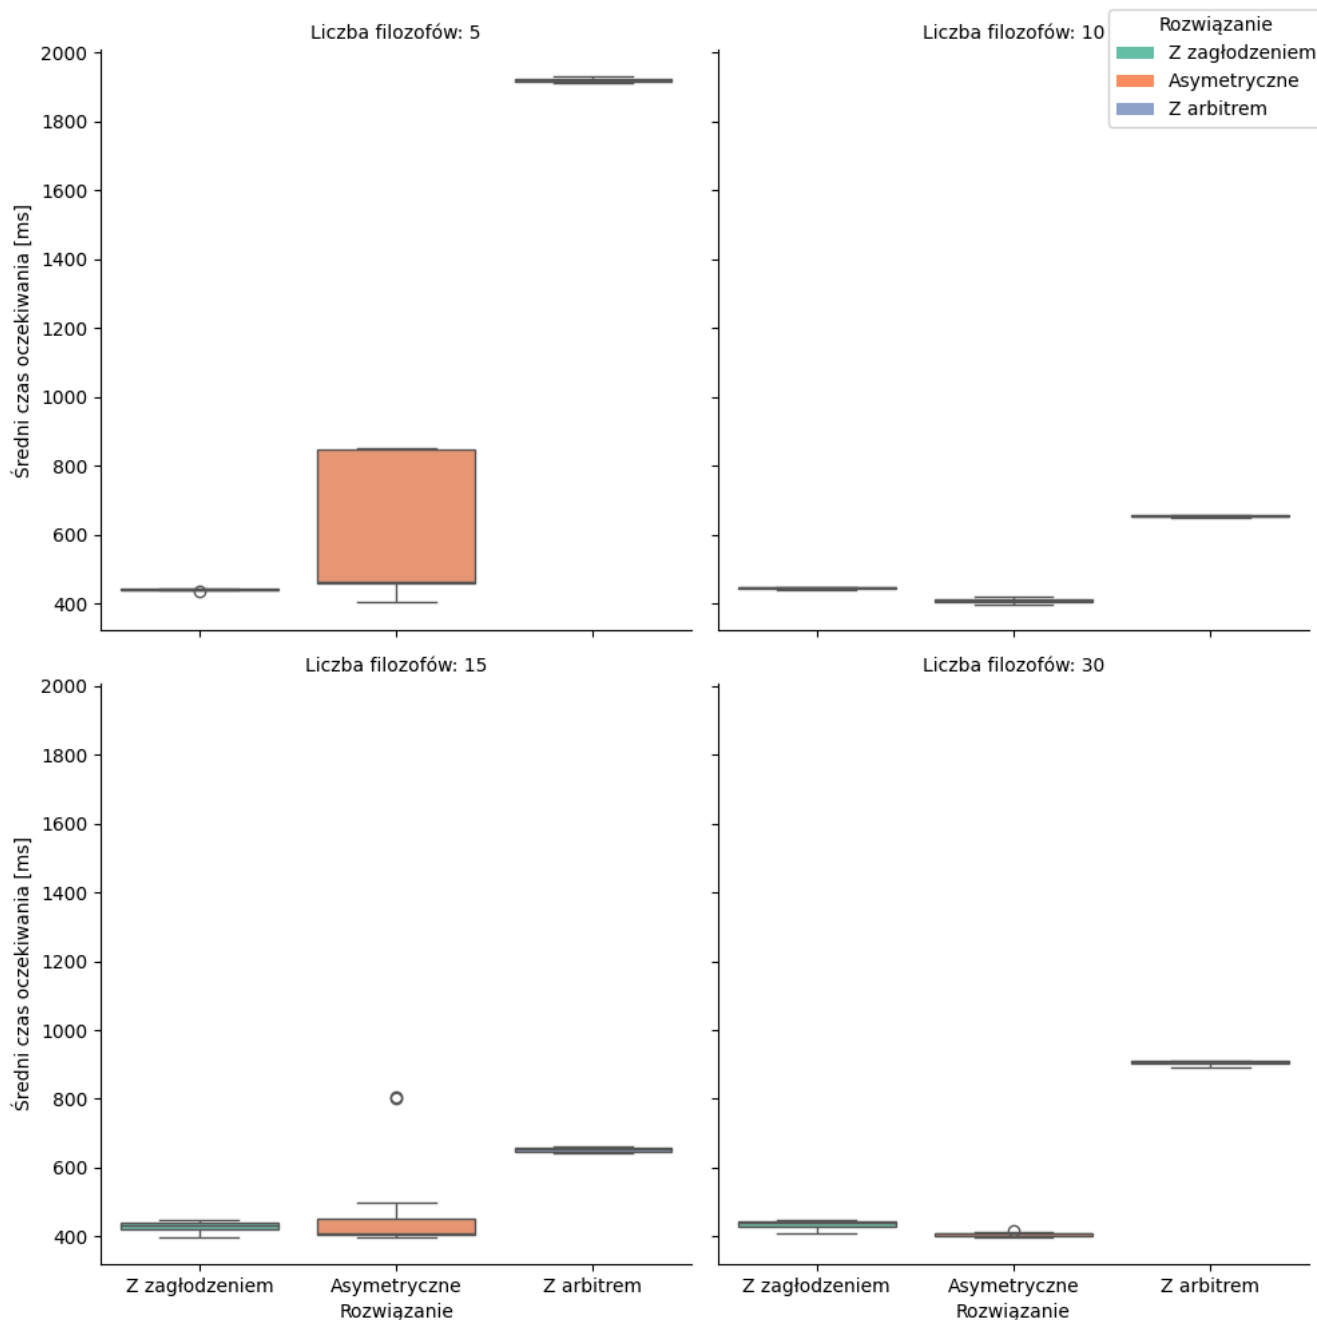 Liczba filozofów: 5
Liczba filozofów: 10
Rozwiązanie
Z zagłodzeniem
Asymetryczne
Z arbitrem
2000
1800
1600
1400
1200
1000
800
600
400
Średni czas oczekiwania [ms]
Liczba filozofów: 15
Liczba filozofów: 30
2000
1800
1600
1400
1200
1000
800
600
400
Średni czas oczekiwania [ms]
Z zagłodzeniem
Asymetryczne
Z arbitrem
Rozwiązanie
Z zagłodzeniem
Asymetryczne
Z arbitrem
Rozwiązanie